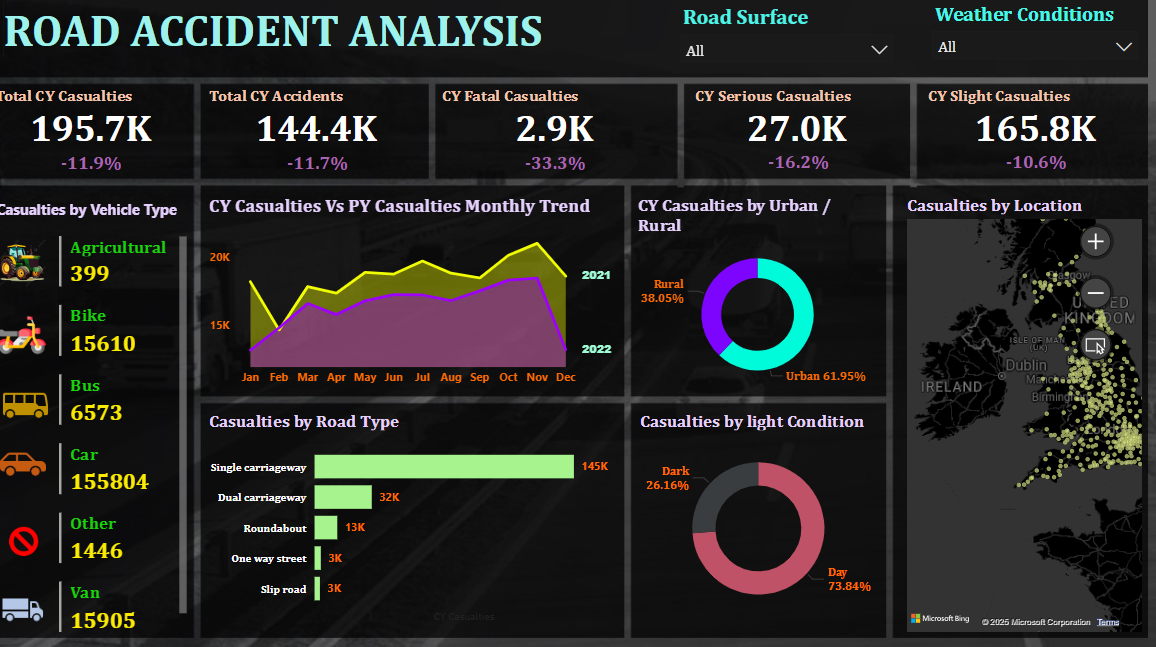 ROAD ACCIDENT ANALYSIS
Road Surface
All
Weather Conditions
All
Total CY Casualties
195.7K
-11.9%
Total CY Accidents
144.4K
-11.7%
CY Fatal Casualties
2.9K
-33.3%
CY Serious Casualties
27.0K
-16.2%
CY Slight Casualties
165.8K
-10.6%
Casualties by Vehicle Type
Agricultural
399
Bike
15610
Bus
6573
Car
155804
Other
1446
Van
15905
CY Casualties Vs PY Casualties Monthly Trend
20K
15K
2021
2022
Jan Feb Mar Apr May Jun Jul Aug Sep Oct Nov Dec
Casualties by Road Type
Single carriageway 145K
Dual carriageway 32K
Roundabout 13K
One way street 3K
Slip road 3K
CY Casualties
CY Casualties by Urban /
Rural
Rural
38.05%
Urban 61.95%
Casualties by light Condition
Dark
26.16%
Day
73.84%
Casualties by Location
Glasgow
UNITED
KINGDOM
ISLE OF MAN
(UK)
Dublin
IRELAND
Microsoft Bing
© 2025 Microsoft Corporation Terms